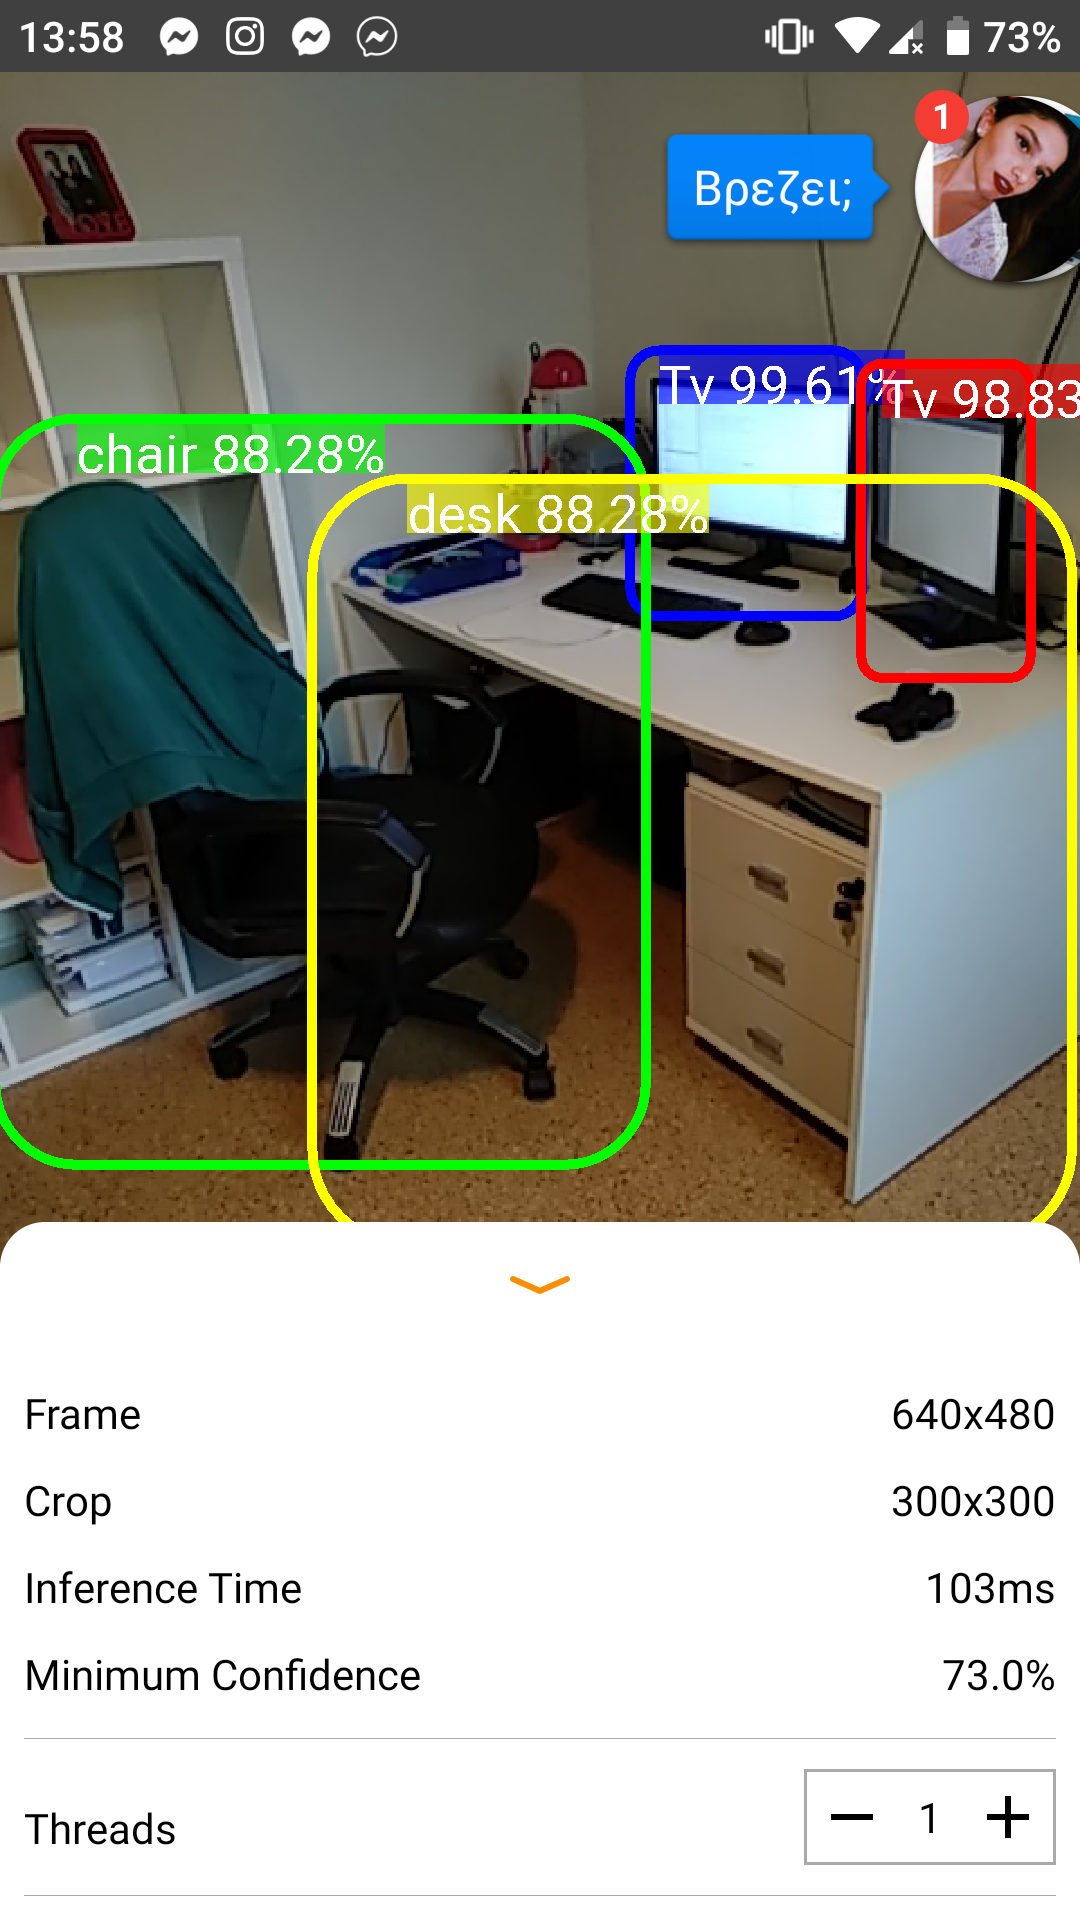 13:58
73%
1
Βρεζει;
Tv 99.61%
Tv 98.83
chair 88.28%
desk 88.28%
Frame 640x480
Crop 300x300
Inference Time 103ms
Minimum Confidence 73.0%
Threads 1